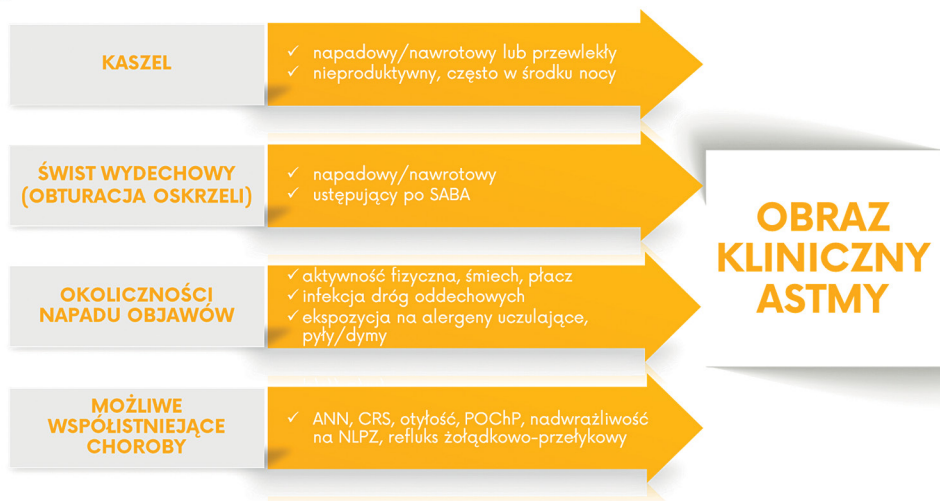 KASZEL
napadowy/nawrotowy lub przewlekły
nieproduktywny, często w środku nocy
ŚWIST WYDECHOWY
(OBTURACJA OSKRZELI)
napadowy/nawrotowy
ustępujący po SABA
OKOLICZNOŚCI
NAPADU OBJAWÓW
aktywność fizyczna, śmiech, płacz
infekcja dróg oddechowych
ekspozycja na alergeny uczulające,
pyły/dymy
MOŻLIWE
WSPÓŁISTNIEJĄCE
CHOROBY
ANN, CRS, otyłość, POChP, nadwrażliwość
na NLPZ, refluks żołądkowo-przełykowy
OBRAZ
KLINICZNY
ASTMY